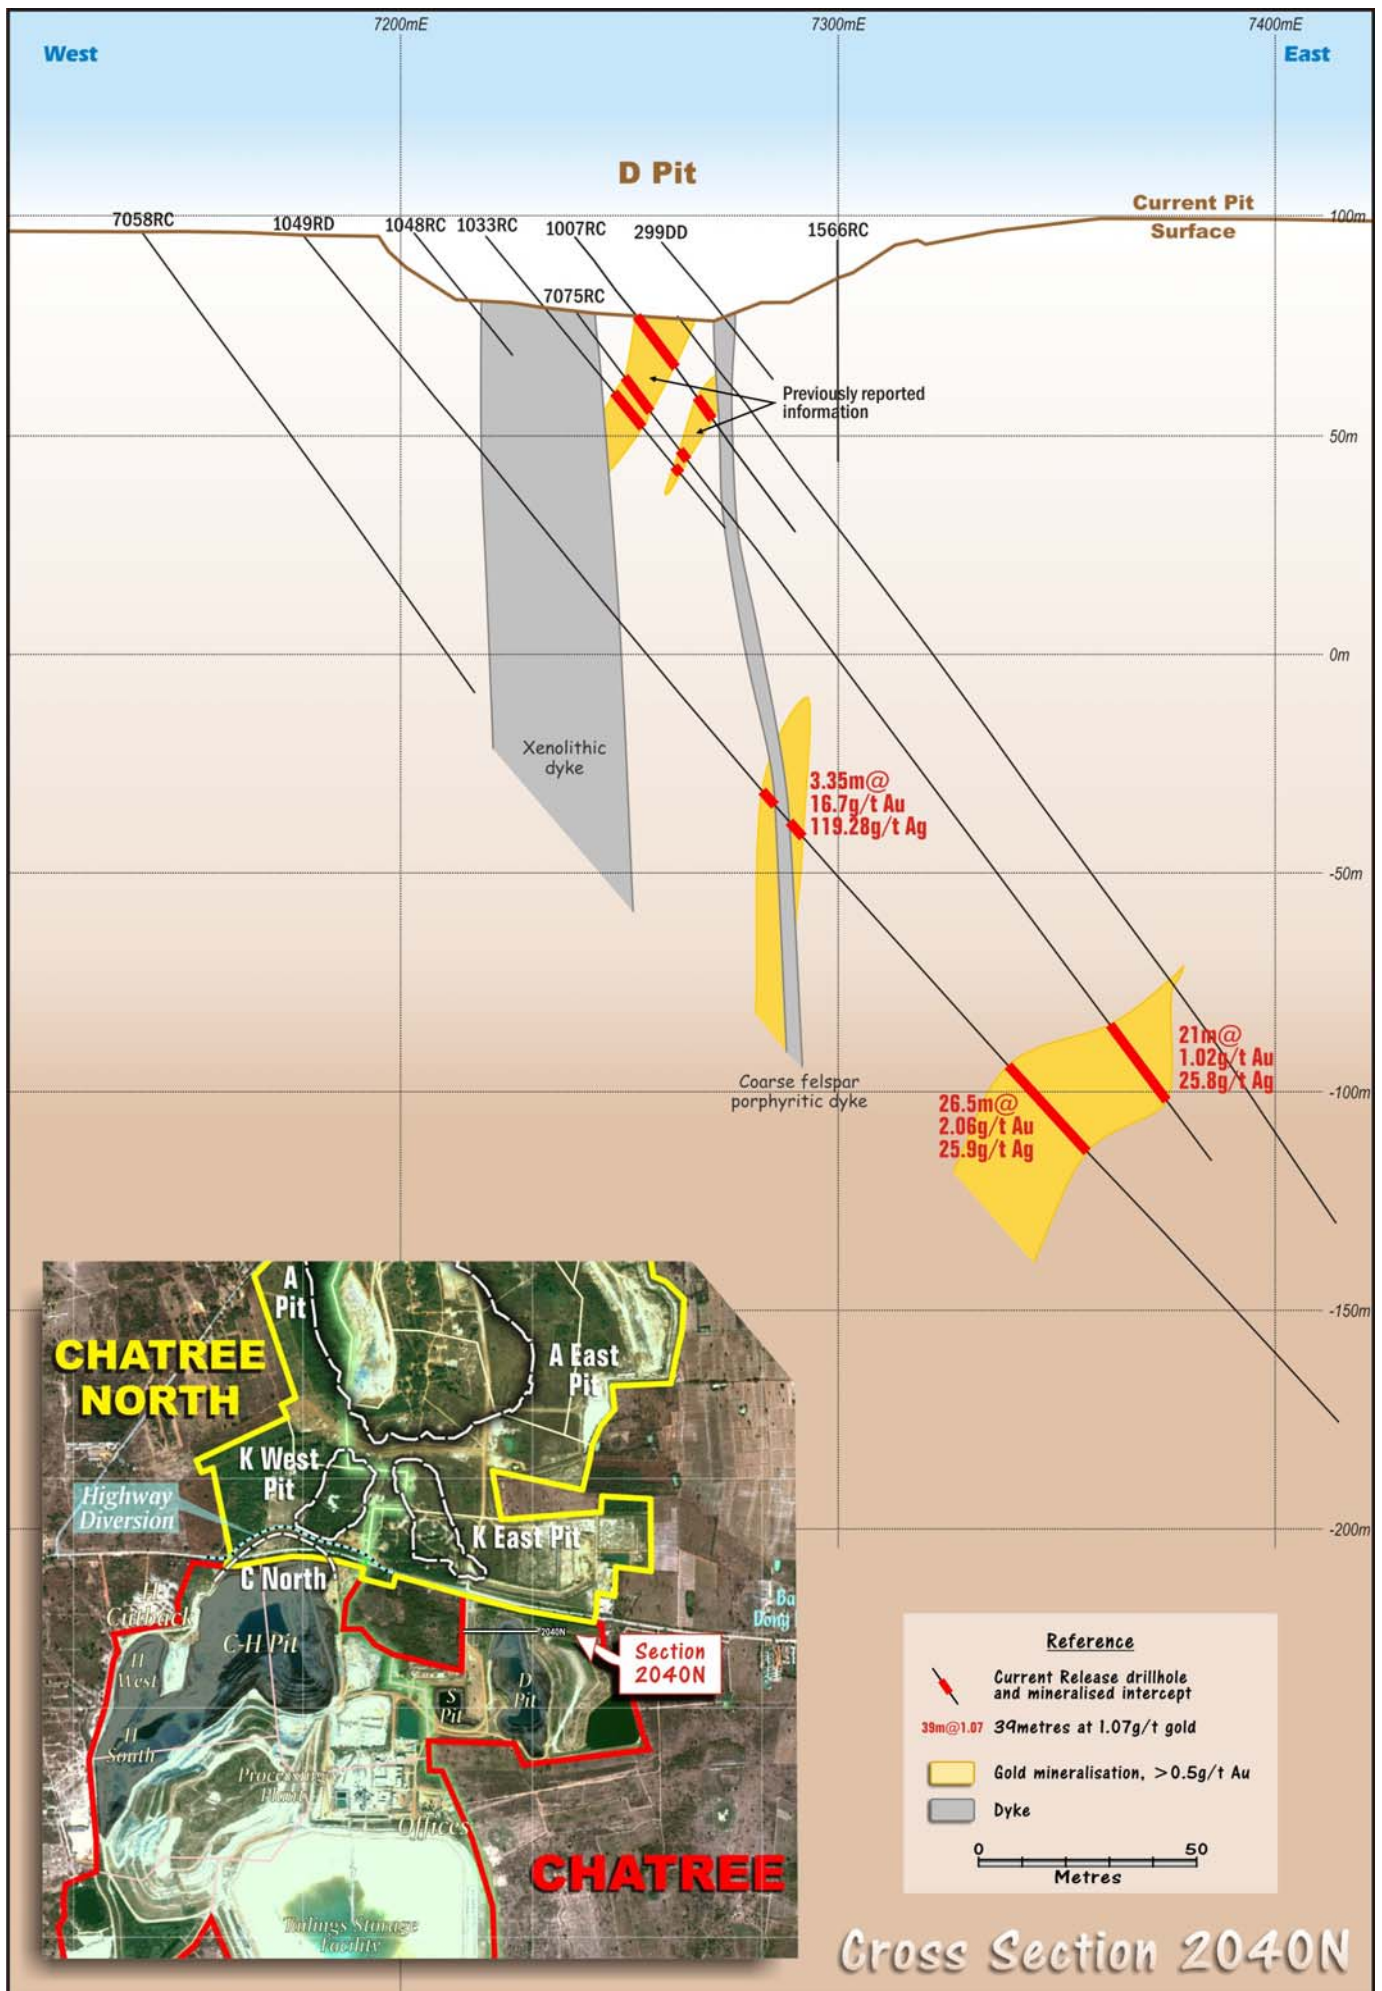 7200mE
7300mE
7400mE
West
East
D Pit
Current Pit
Surface
100m
7058RC
1049RD
1048RC
1033RC
1007RC
299DD
1566RC
7075RC
Previously reported
information
50m
0m
Xenolithic
dyke
3.35m@
16.7g/t Au
119.28g/t Ag
-50m
21m@
1.02g/t Au
25.8g/t Ag
Coarse felspar
porphyritic dyke
-100m
26.5m@
2.06g/t Au
25.9g/t Ag
-150m
-200m
A
Pit
CHATREE
NORTH
A East
Pit
K West
Pit
Highway
Diversion
K East Pit
C North
H
Cutback
C-H Pit
Ba
Dong
2040N
Section
2040N
H
West
S
Pit
D
Pit
H
South
Processing
Plant
Offices
CHATREE
Tailings Storage
Facility
Reference
Current Release drillhole
and mineralised intercept
39m@1.07 39metres at 1.07g/t gold
Gold mineralisation, >0.5g/t Au
Dyke
0 50
Metres
Cross Section 2040N